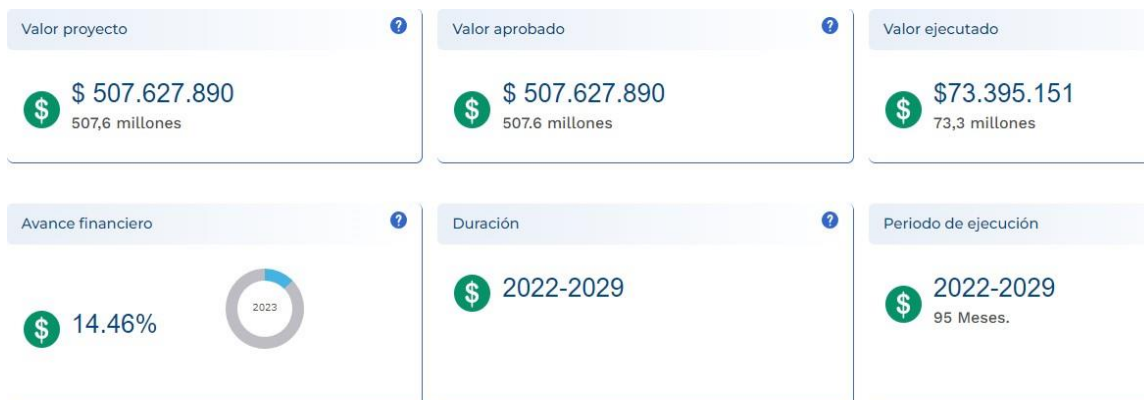 Valor proyecto
?
$ 507.627.890
507,6 millones
$
Valor aprobado
?
$ 507.627.890
507.6 millones
$
Valor ejecutado
$73.395.151
73,3 millones
$
Avance financiero
?
2023
$
14.46%
Duración
?
$
2022-2029
Periodo de ejecución
$
2022-2029
95 Meses.